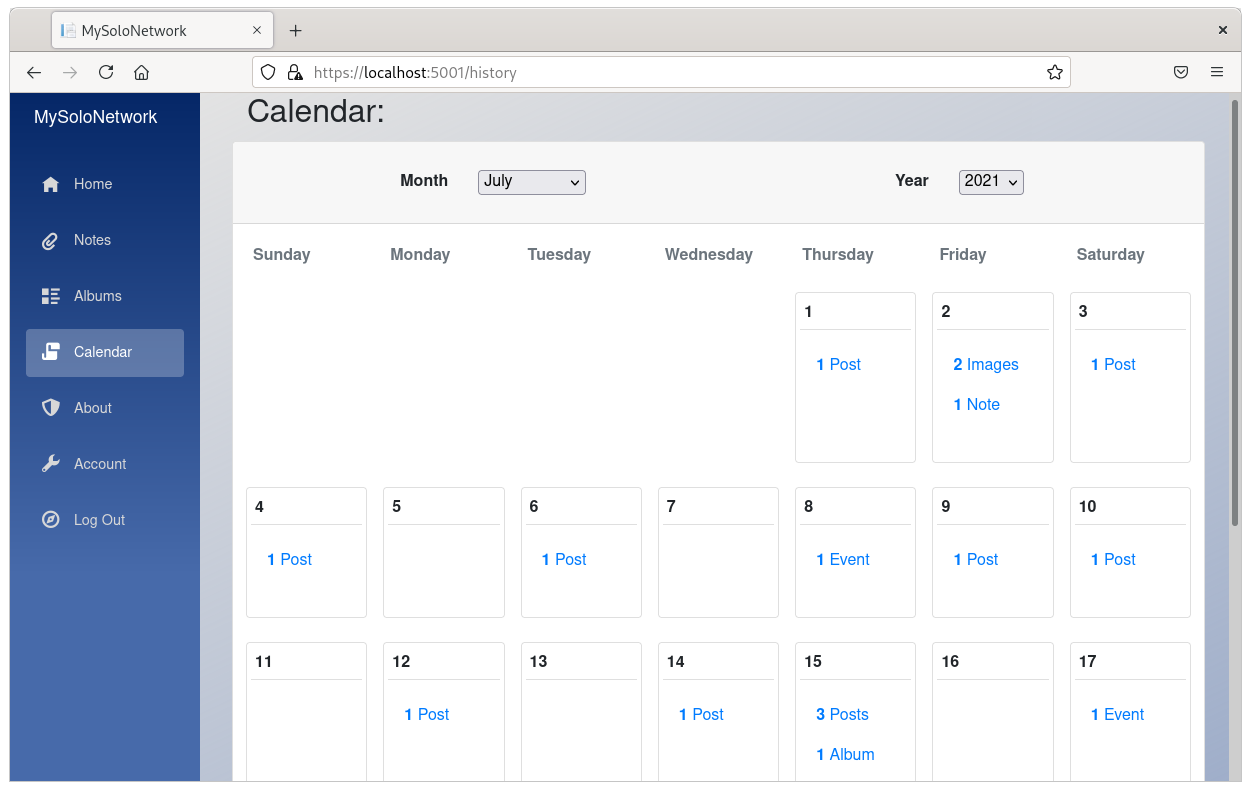 MySoloNetwork
https://localhost:5001/history
MySoloNetwork
Home
Notes
Albums
Calendar
About
Account
Log Out
Calendar:
Month July Year 2021
Sunday Monday Tuesday Wednesday Thursday Friday Saturday
1 2 3
1 Post 2 Images 1 Post
1 Note
4 5 6 7 8 9 10
1 Post 1 Post 1 Event 1 Post 1 Post
11 12 13 14 15 16 17
1 Post 1 Post 3 Posts 1 Event
1 Album